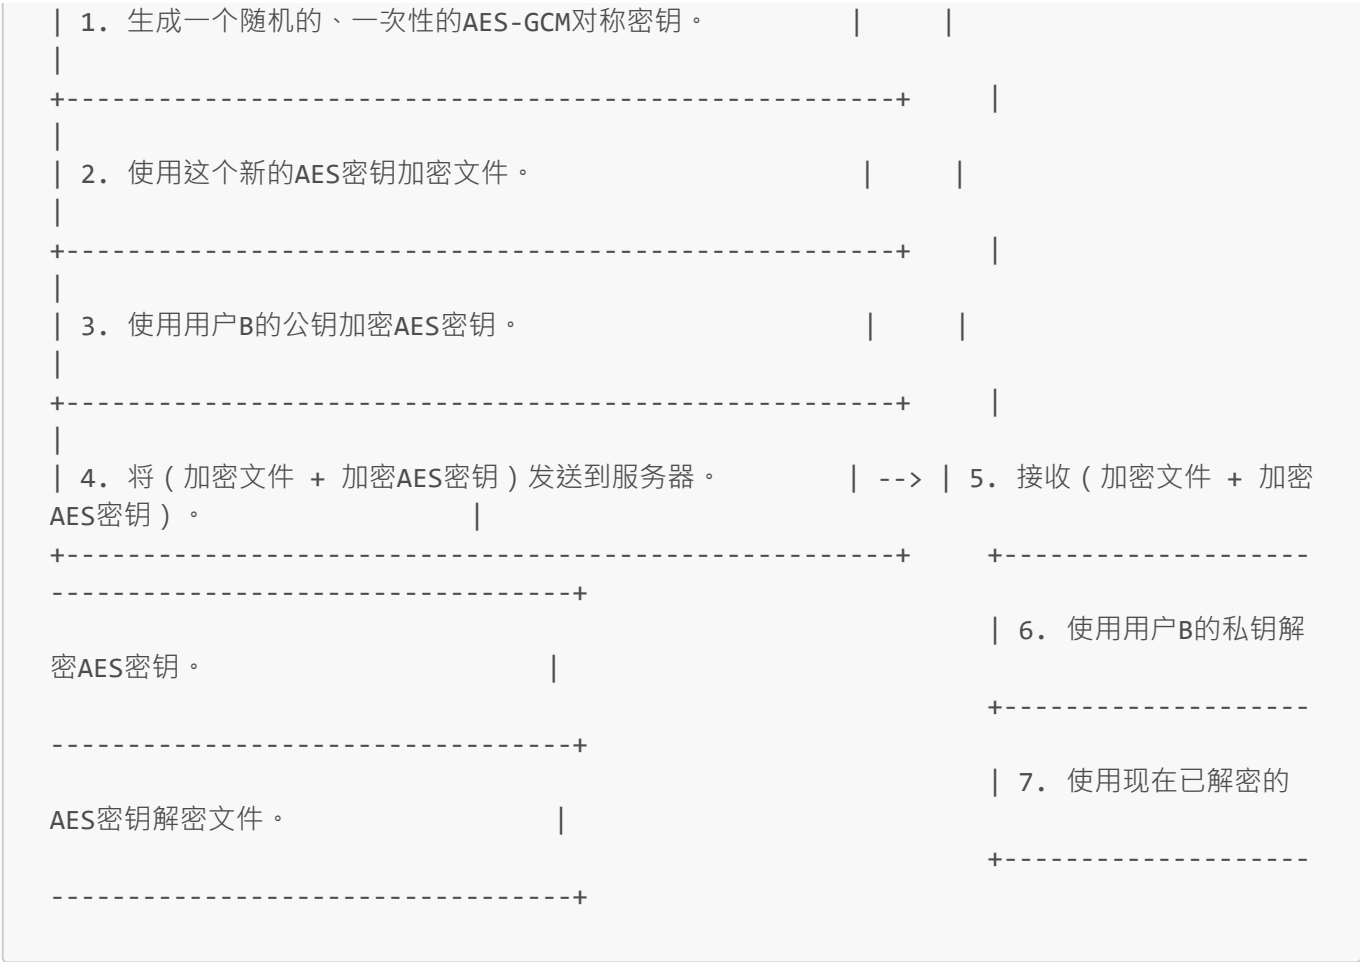 | 1. 生成一个随机的、一次性的AES-GCM对称密钥。          |     |
|
+------------------------------------------------------+     |
|
| 2. 使用这个新的AES密钥加密文件。                      |     |
|
+------------------------------------------------------+     |
|
| 3. 使用用户B的公钥加密AES密钥。                       |     |
|
+------------------------------------------------------+     |
|
| 4. 将（加密文件 + 加密AES密钥）发送到服务器。         | --> | 5. 接收（加密文件 + 加密
AES密钥）。                  |
+------------------------------------------------------+     +--------------------
----------------------------------+
| 6. 使用用户B的私钥解
密AES密钥。                       |
+--------------------
----------------------------------+
| 7. 使用现在已解密的
AES密钥解密文件。                  |
+--------------------
----------------------------------+